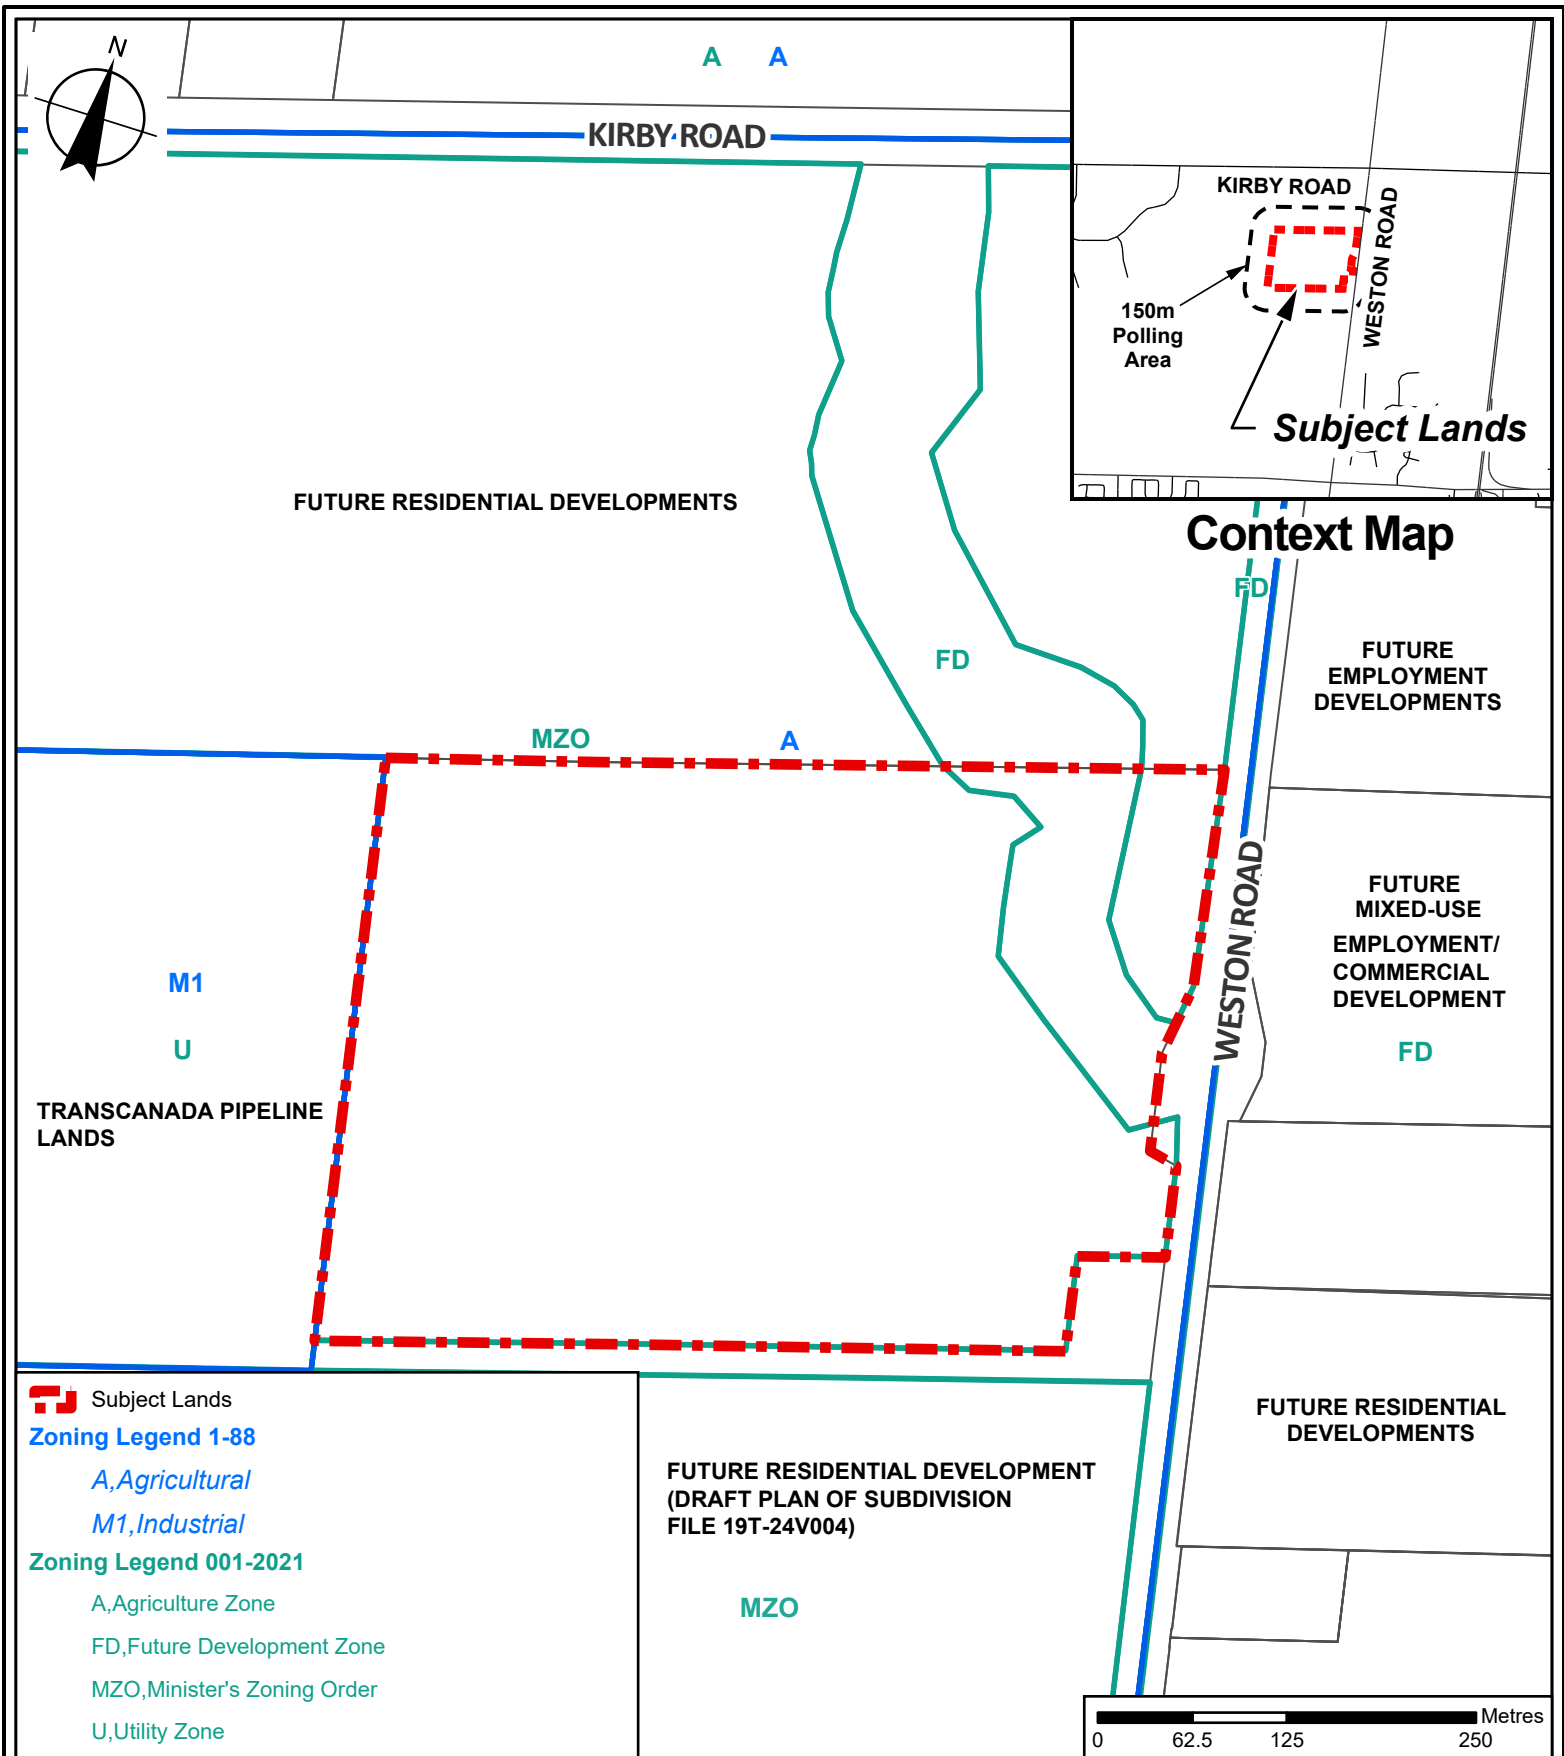 N
A A
KIRBY ROAD
KIRBY ROAD
WESTON ROAD
150m
Polling
Area
Subject Lands
Context Map
FUTURE RESIDENTIAL DEVELOPMENTS
FD
FD
FUTURE
EMPLOYMENT
DEVELOPMENTS
MZO
A
WESTON ROAD
FUTURE
MIXED-USE
EMPLOYMENT/
COMMERCIAL
DEVELOPMENT
FD
M1
U
TRANSCANADA PIPELINE
LANDS
Subject Lands
Zoning Legend 1-88
A,Agricultural
M1,Industrial
Zoning Legend 001-2021
A,Agriculture Zone
FD,Future Development Zone
MZO,Minister's Zoning Order
U,Utility Zone
FUTURE RESIDENTIAL DEVELOPMENT
(DRAFT PLAN OF SUBDIVISION
FILE 19T-24V004)
MZO
FUTURE RESIDENTIAL
DEVELOPMENTS
Metres
0 62.5 125 250